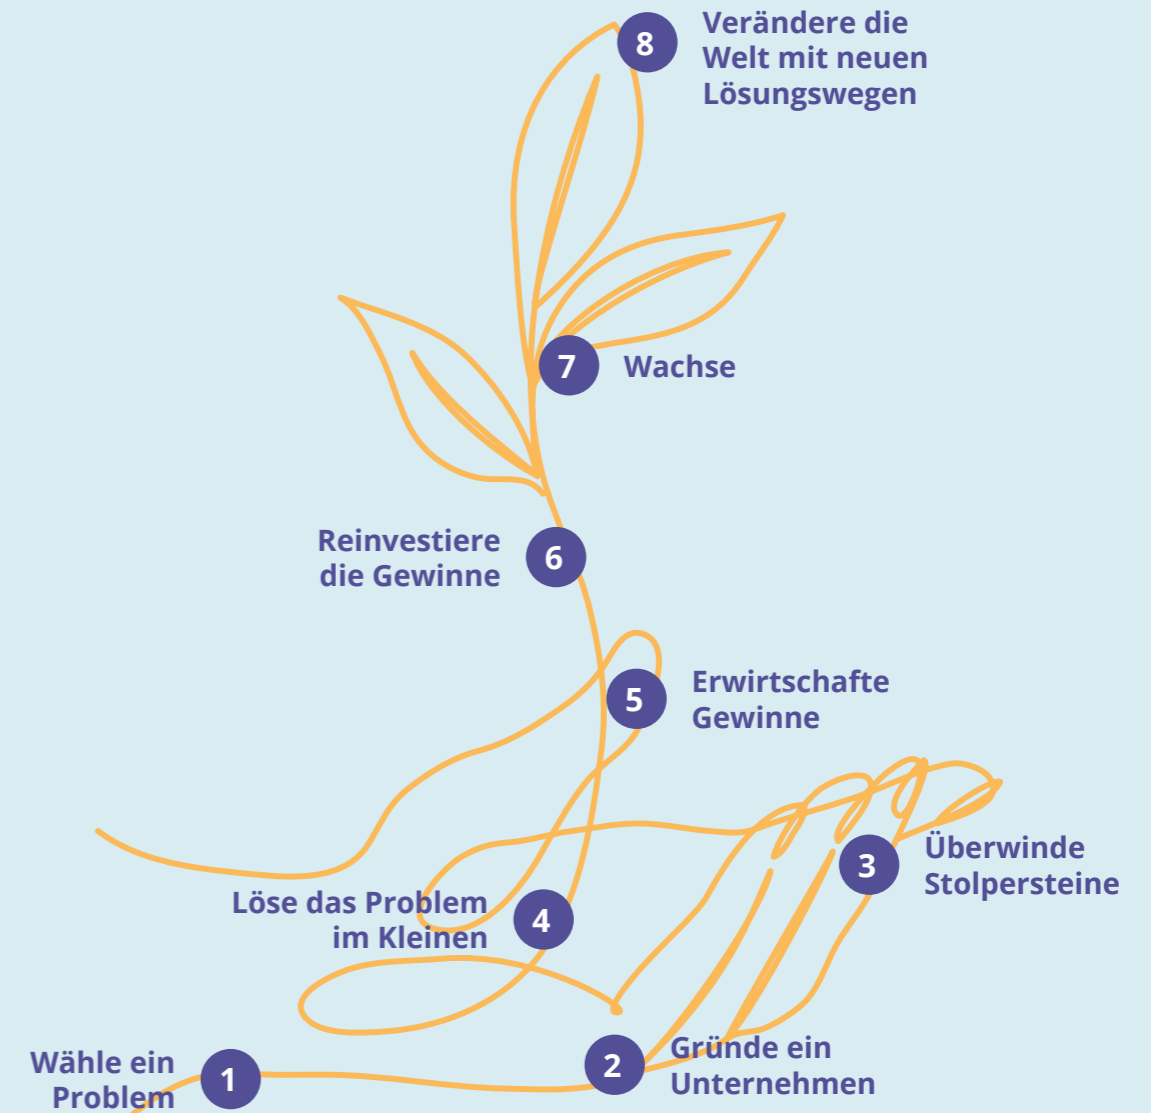 8
Verändere die
Welt mit neuen
Lösungswegen
7
Wachse
Reinvestiere
die Gewinne
6
5
Erwirtschafte
Gewinne
3
Überwinde
Stolpersteine
Löse das Problem
im Kleinen
4
2
Gründe ein
Unternehmen
Wähle ein
Problem
1